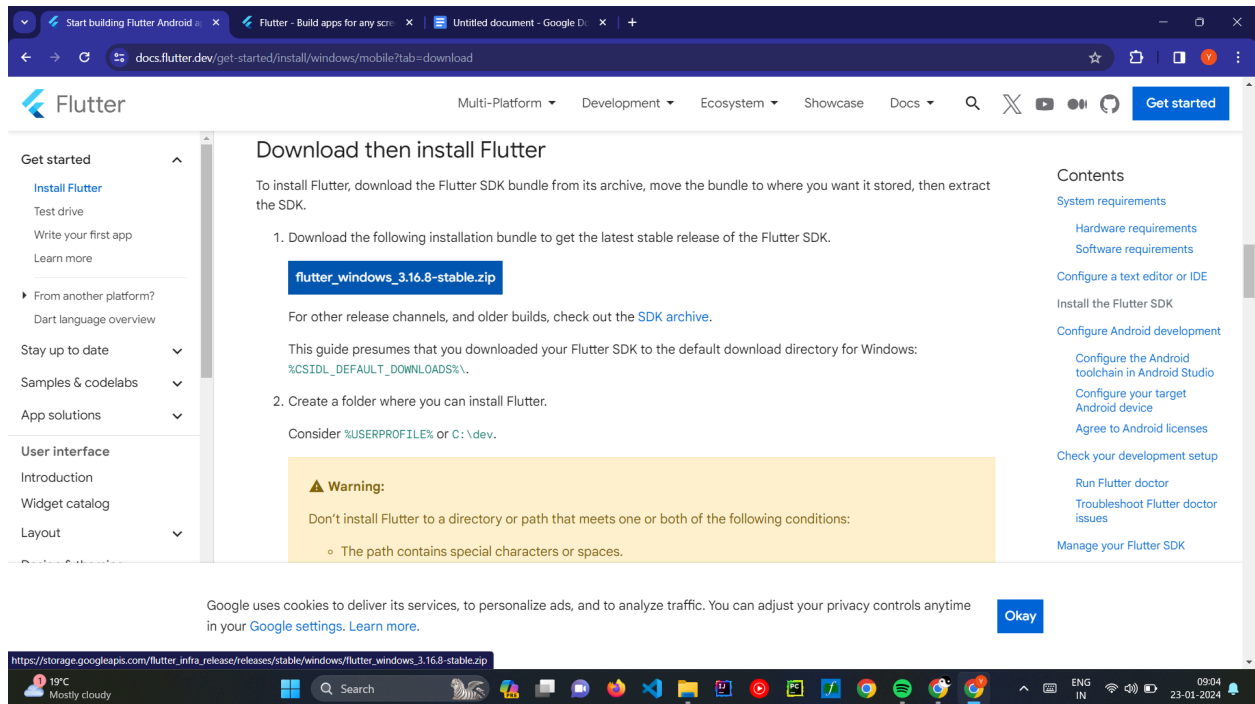 Start building Flutter Android a
Flutter - Build apps for any scre
Untitled document - Google D
docs.flutter.dev/get-started/install/windows/mobile?tab=download
Flutter
Multi-Platform
Development
Ecosystem
Showcase
Docs
Get started
Get started
Install Flutter
Test drive
Write your first app
Learn more
From another platform?
Dart language overview
Stay up to date
Samples & codelabs
App solutions
User interface
Introduction
Widget catalog
Layout
Download then install Flutter
To install Flutter, download the Flutter SDK bundle from its archive, move the bundle to where you want it stored, then extract
the SDK.
1. Download the following installation bundle to get the latest stable release of the Flutter SDK.
flutter_windows_3.16.8-stable.zip
For other release channels, and older builds, check out the SDK archive.
This guide presumes that you downloaded your Flutter SDK to the default download directory for Windows:
%CSIDL_DEFAULT_DOWNLOADS%\.
2. Create a folder where you can install Flutter.
Consider %USERPROFILE% or C:\dev.
Warning:
Don't install Flutter to a directory or path that meets one or both of the following conditions:
The path contains special characters or spaces.
Contents
System requirements
Hardware requirements
Software requirements
Configure a text editor or IDE
Install the Flutter SDK
Configure Android development
Configure the Android
toolchain in Android Studio
Configure your target
Android device
Agree to Android licenses
Check your development setup
Run Flutter doctor
Troubleshoot Flutter doctor
issues
Manage your Flutter SDK
Google uses cookies to deliver its services, to personalize ads, and to analyze traffic. You can adjust your privacy controls anytime
in your Google settings. Learn more.
Okay
https://storage.googleapis.com/flutter_infra_release/releases/stable/windows/flutter_windows_3.16.8-stable.zip
1
19°C
Mostly cloudy
Search
ENG
IN
09:04
23-01-2024